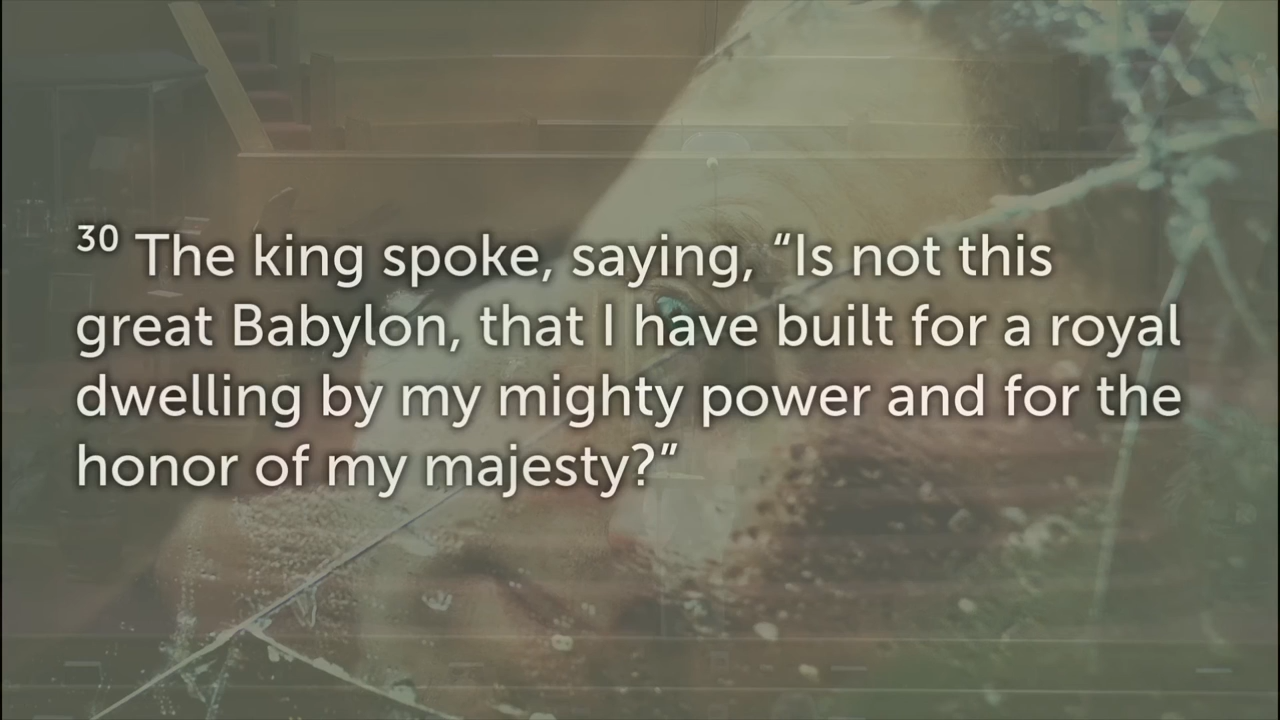 30 The king spoke, saying, “Is not this
great Babylon, that I have built for a royal
dwelling by my mighty power and for the
honor of my majesty?”